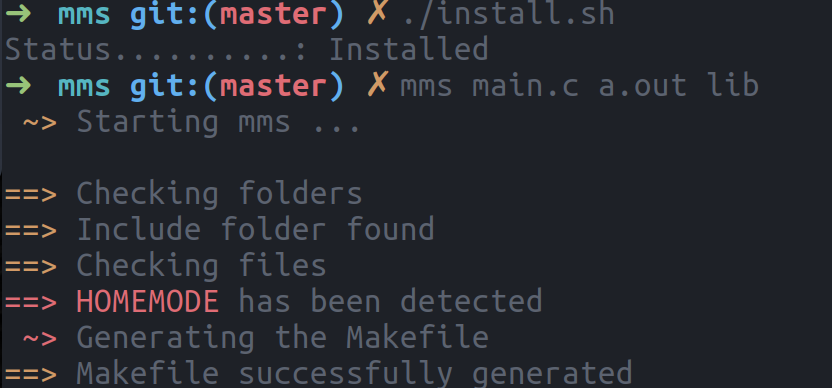 ➜ mms git:(master) ✗ ./install.sh
Status..........: Installed
➜ mms git:(master) ✗ mms main.c a.out lib
~> Starting mms ...
==> Checking folders
==> Include folder found
==> Checking files
==> HOMEMODE has been detected
~> Generating the Makefile
==> Makefile successfully generated